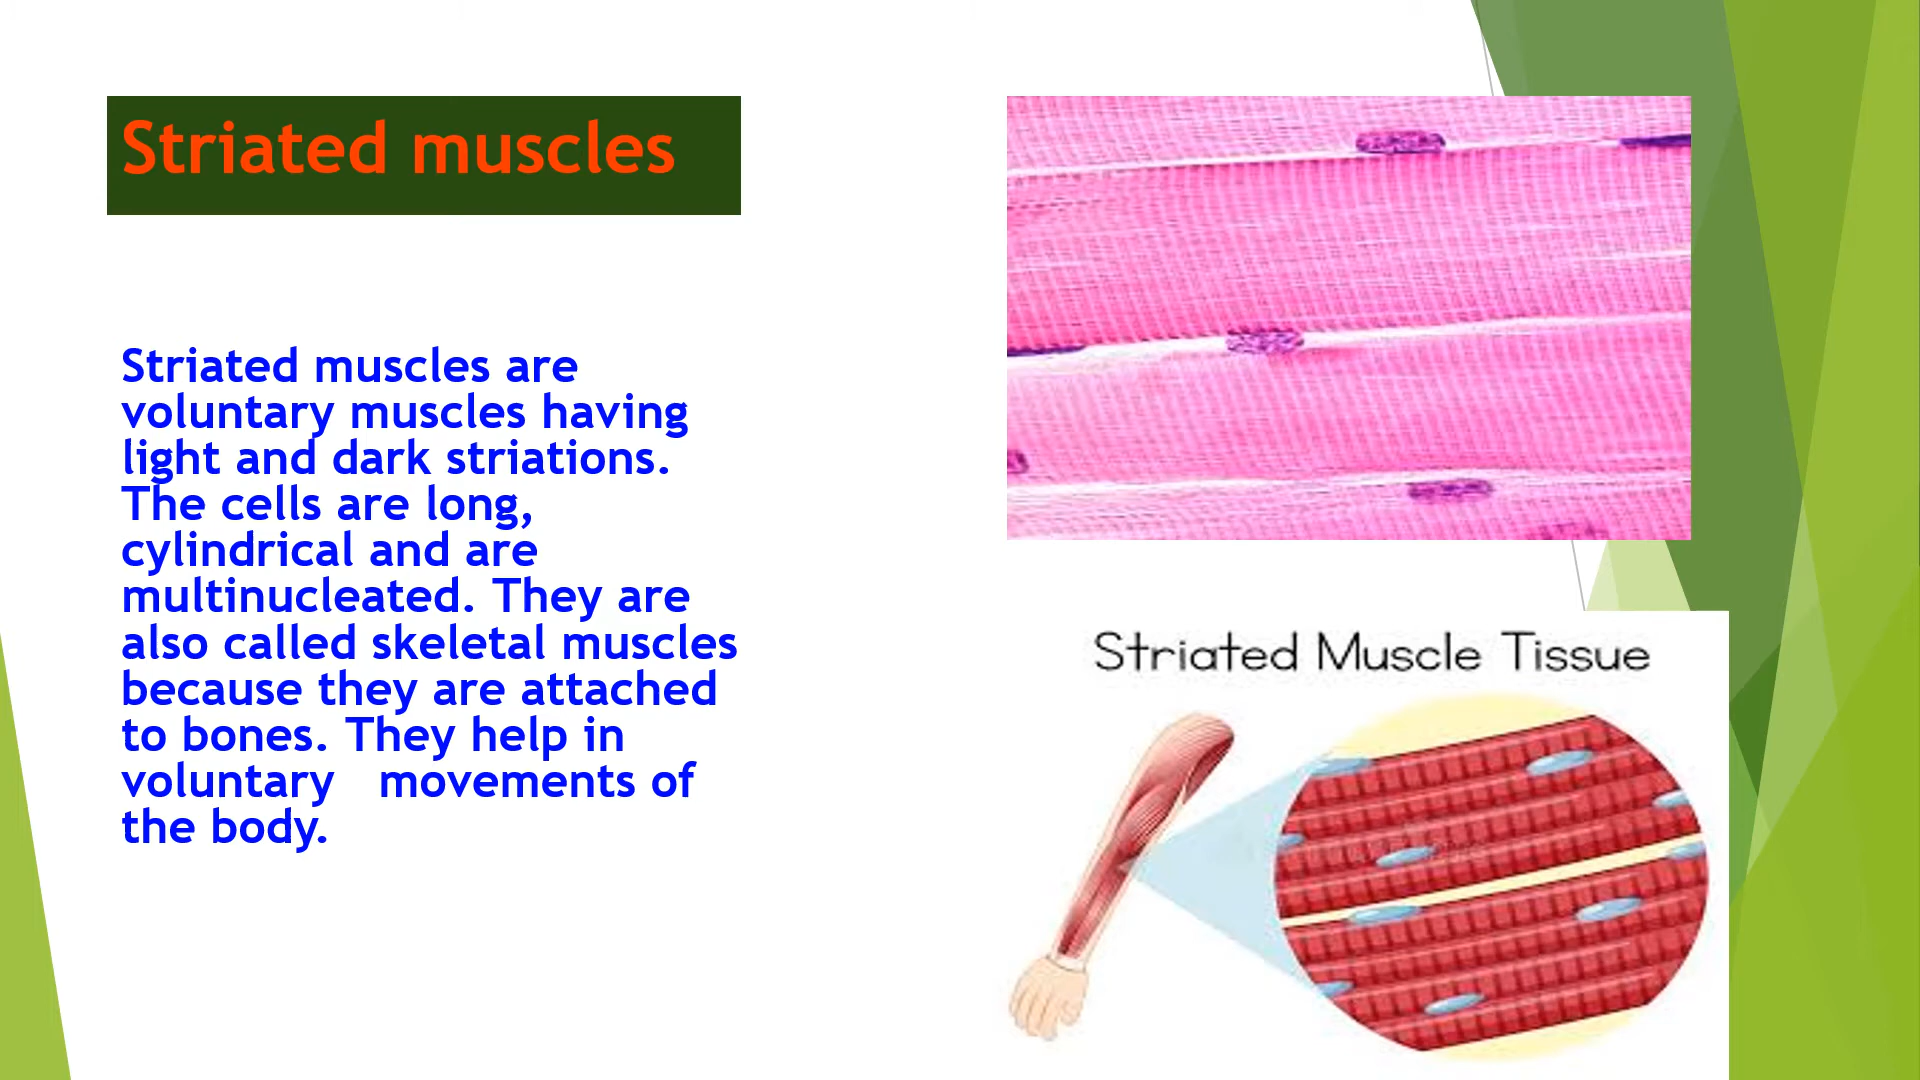 Striated muscles
Striated muscles are
voluntary muscles having
light and dark striations.
The cells are long,
cylindrical and are
multinucleated. They are
also called skeletal muscles
because they are attached
to bones. They help in
voluntary   movements of
the body.
Striated Muscle Tissue